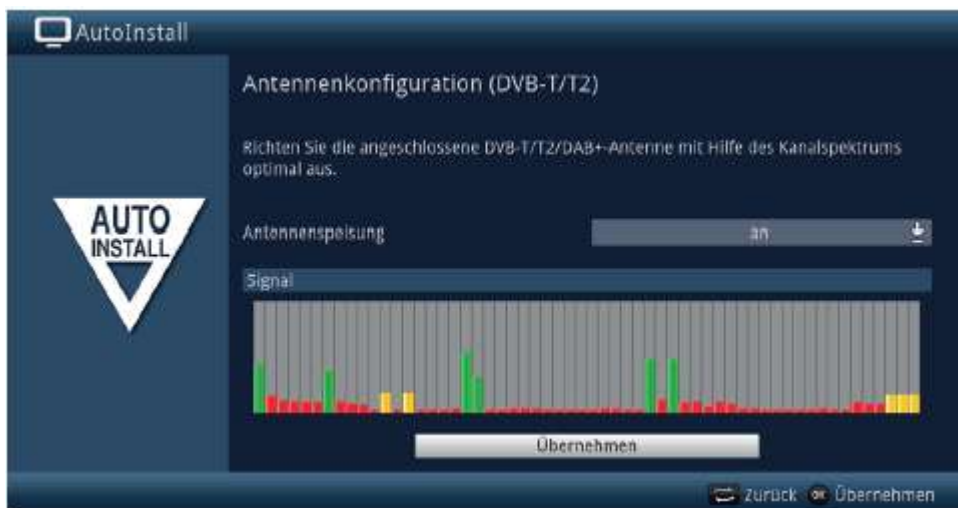 AutoInstall
Antennenkonfiguration (DVB-T/T2)
Richten Sie die angeschlossene DVB-T/T2/DAB+-Antenne mit Hilfe des Kanalspektrums
optimal aus.
AUTO
INSTALL
Antennenspeisung
an
Signal
Übernehmen
Zurück OK Übernehmen